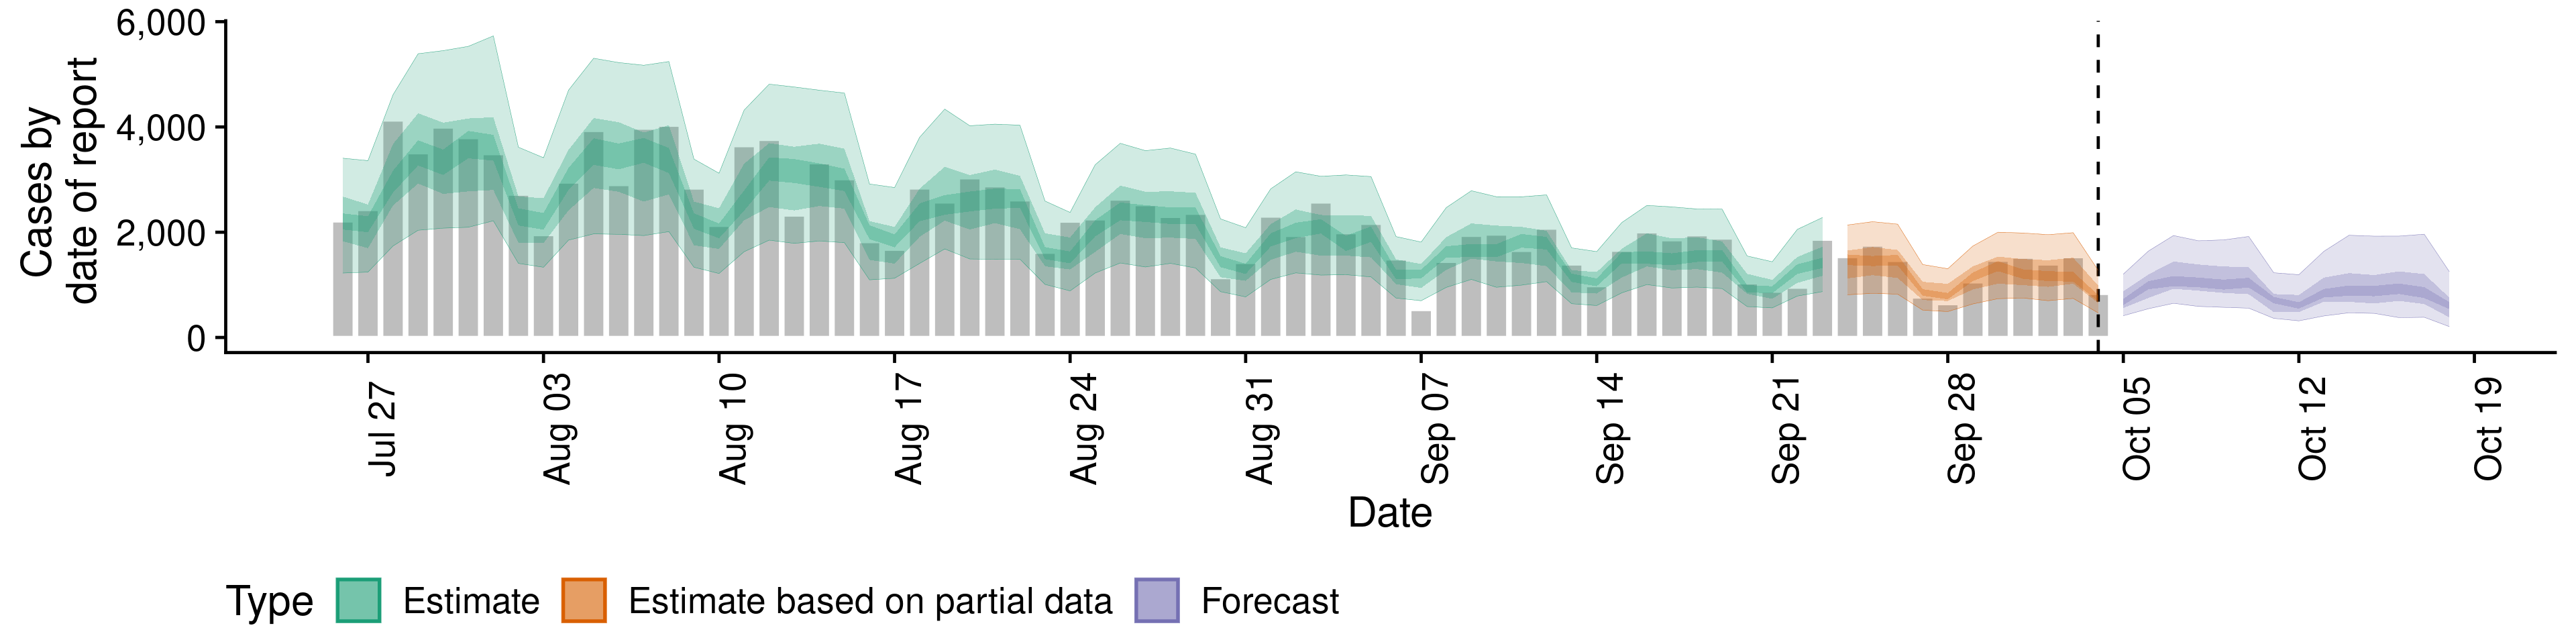 Cases by
date of report
6,000
4,000
2,000
0
Jul 27
Aug 03
Aug 10
Aug 17
Aug 24
Aug 31
Sep 07
Sep 14
Sep 21
Sep 28
Oct 05
Oct 12
Oct 19
Date
Type Estimate Estimate based on partial data Forecast